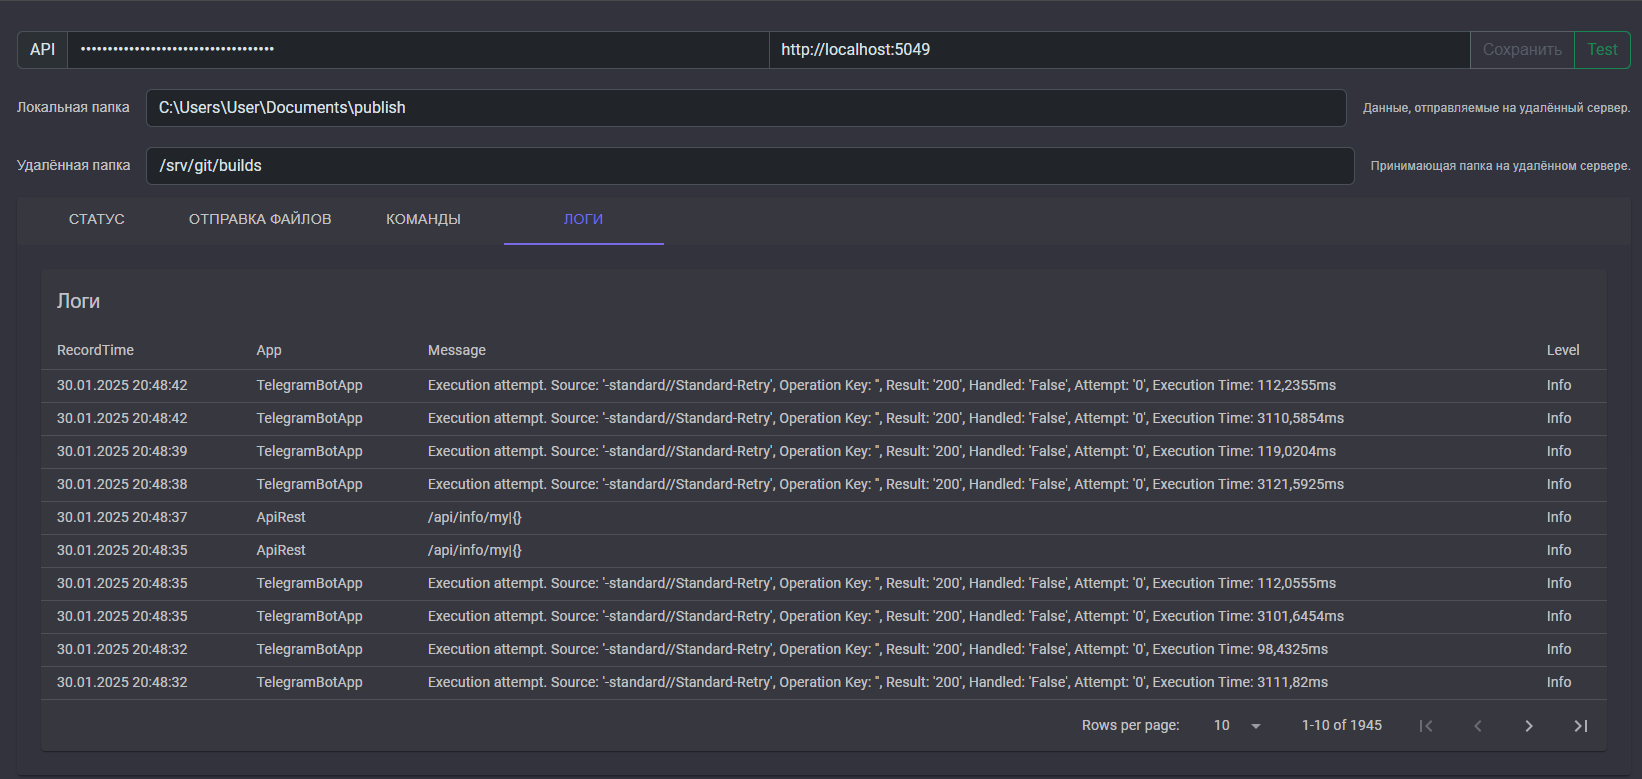 API ••••••••••••••••••••••••••••••••••• http://localhost:5049 Сохранить Test
Локальная папка C:\Users\User\Documents\publish Данные, отправляемые на удалённый сервер.
Удалённая папка /srv/git/builds Принимающая папка на удалённом сервере.
СТАТУС ОТПРАВКА ФАЙЛОВ КОМАНДЫ ЛОГИ
Логи
RecordTime App Message Level
30.01.2025 20:48:42 TelegramBotApp Execution attempt. Source: '-standard//Standard-Retry', Operation Key: '', Result: '200', Handled: 'False', Attempt: '0', Execution Time: 112,2355ms Info
30.01.2025 20:48:42 TelegramBotApp Execution attempt. Source: '-standard//Standard-Retry', Operation Key: '', Result: '200', Handled: 'False', Attempt: '0', Execution Time: 3110,5854ms Info
30.01.2025 20:48:39 TelegramBotApp Execution attempt. Source: '-standard//Standard-Retry', Operation Key: '', Result: '200', Handled: 'False', Attempt: '0', Execution Time: 119,0204ms Info
30.01.2025 20:48:38 TelegramBotApp Execution attempt. Source: '-standard//Standard-Retry', Operation Key: '', Result: '200', Handled: 'False', Attempt: '0', Execution Time: 3121,5925ms Info
30.01.2025 20:48:37 ApiRest /api/info/my|{} Info
30.01.2025 20:48:35 ApiRest /api/info/my|{} Info
30.01.2025 20:48:35 TelegramBotApp Execution attempt. Source: '-standard//Standard-Retry', Operation Key: '', Result: '200', Handled: 'False', Attempt: '0', Execution Time: 112,0555ms Info
30.01.2025 20:48:35 TelegramBotApp Execution attempt. Source: '-standard//Standard-Retry', Operation Key: '', Result: '200', Handled: 'False', Attempt: '0', Execution Time: 3101,6454ms Info
30.01.2025 20:48:32 TelegramBotApp Execution attempt. Source: '-standard//Standard-Retry', Operation Key: '', Result: '200', Handled: 'False', Attempt: '0', Execution Time: 98,4325ms Info
30.01.2025 20:48:32 TelegramBotApp Execution attempt. Source: '-standard//Standard-Retry', Operation Key: '', Result: '200', Handled: 'False', Attempt: '0', Execution Time: 3111,82ms Info
Rows per page: 10 1-10 of 1945